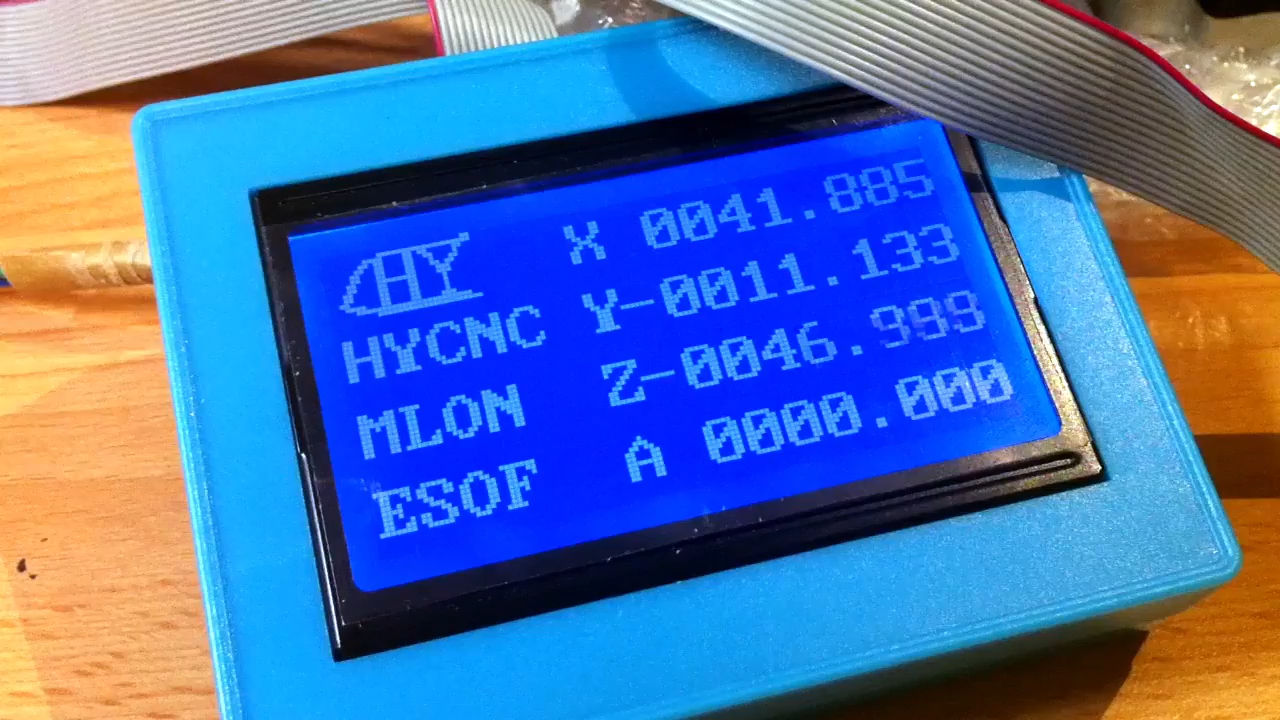 HY X 0041.885
HYCNC Y-0011.133
MLON Z-0046.999
ESOF A 0000.000